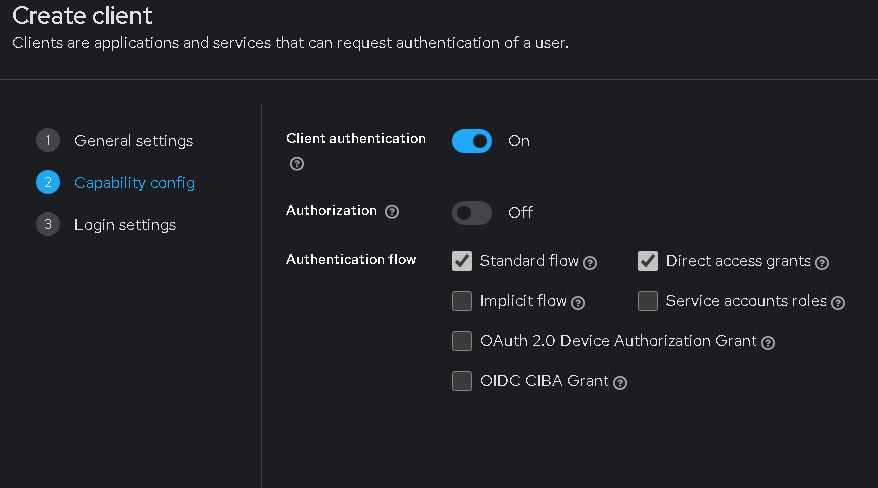 Create client
Clients are applications and services that can request authentication of a user.
1 General settings
2 Capability config
3 Login settings
Client authentication
On
Authorization
Off
Authentication flow
Standard flow
Direct access grants
Implicit flow
Service accounts roles
OAuth 2.0 Device Authorization Grant
OIDC CIBA Grant